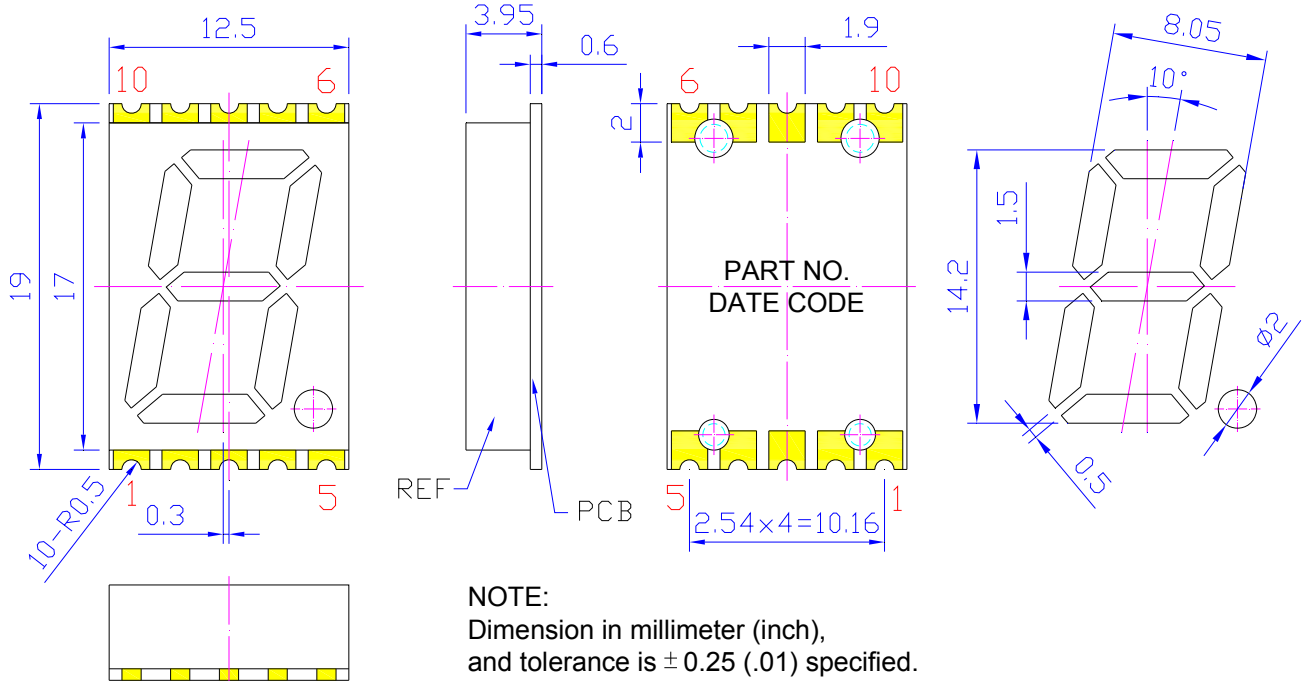 12.5
3.95
0.6
1.9
8.05
10°
10
6
6
10
2
19
17
14.2
1.5
PART NO.
DATE CODE
ø2
REF
PCB
1
5
5
1
10-R0.5
0.3
2.54×4=10.16
0.5
NOTE:
Dimension in millimeter (inch),
and tolerance is ± 0.25 (.01) specified.